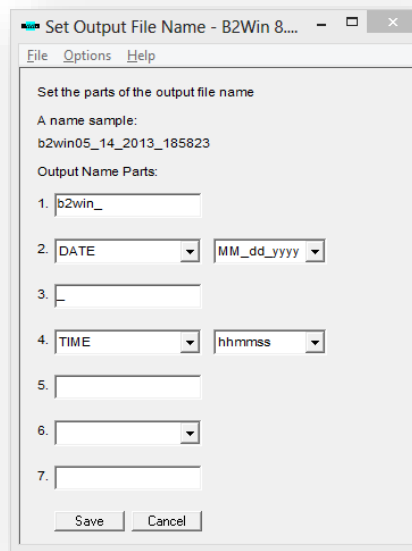 Set Output File Name - B2Win 8....
File Options Help
Set the parts of the output file name
A name sample:
b2win05_14_2013_185823
Output Name Parts:
1. b2win_
2. DATE MM_dd_yyyy
3. _
4. TIME hhmmss
5.
6.
7.
Save Cancel